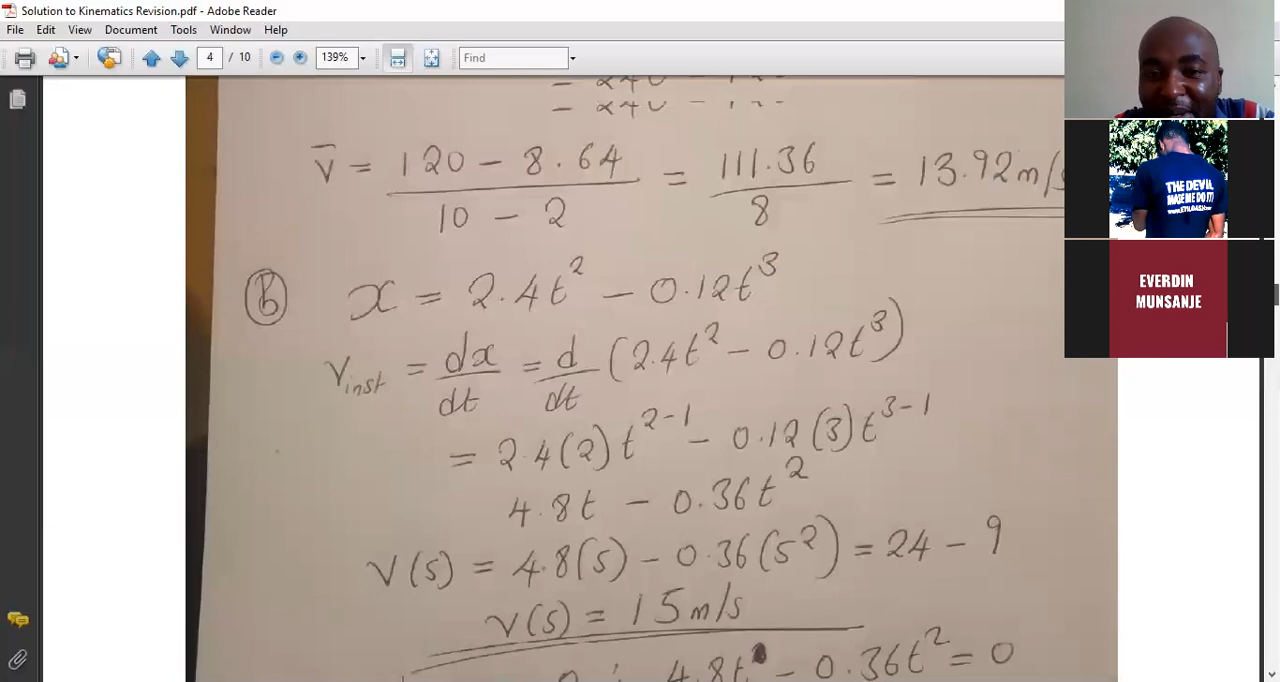 Solution to Kinematics Revision.pdf - Adobe Reader
File Edit View Document Tools Window Help
4 / 10 139% Find
v̅ = 120 − 8.64 / 10 − 2 = 111.36 / 8 = 13.92 m/
(b) x = 2.4t² − 0.12t³
Vinst = dx/dt = d/dt (2.4t² − 0.12t³)
= 2.4(2)t²⁻¹ − 0.12(3)t³⁻¹
4.8t − 0.36t²
V(5) = 4.8(5) − 0.36(5²) = 24 − 9
V(5) = 15 m/s
4.8t − 0.36t² = 0
THE DEVIL
MADE ME DO IT!
EVERDIN
MUNSANJE